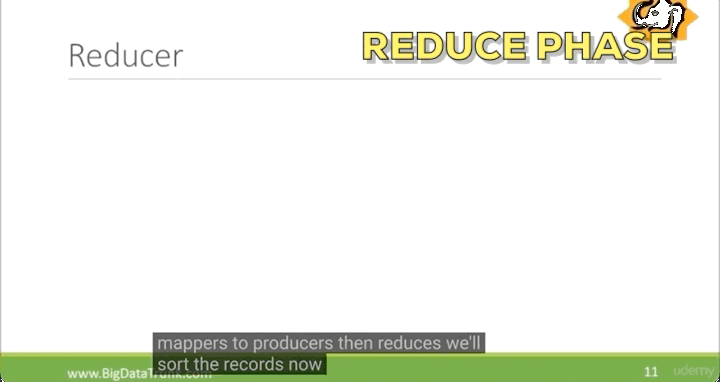 Reducer
REDUCE PHASE
mappers to producers then reduces we'll
sort the records now
www.BigDataTrunk.com
11
udemy